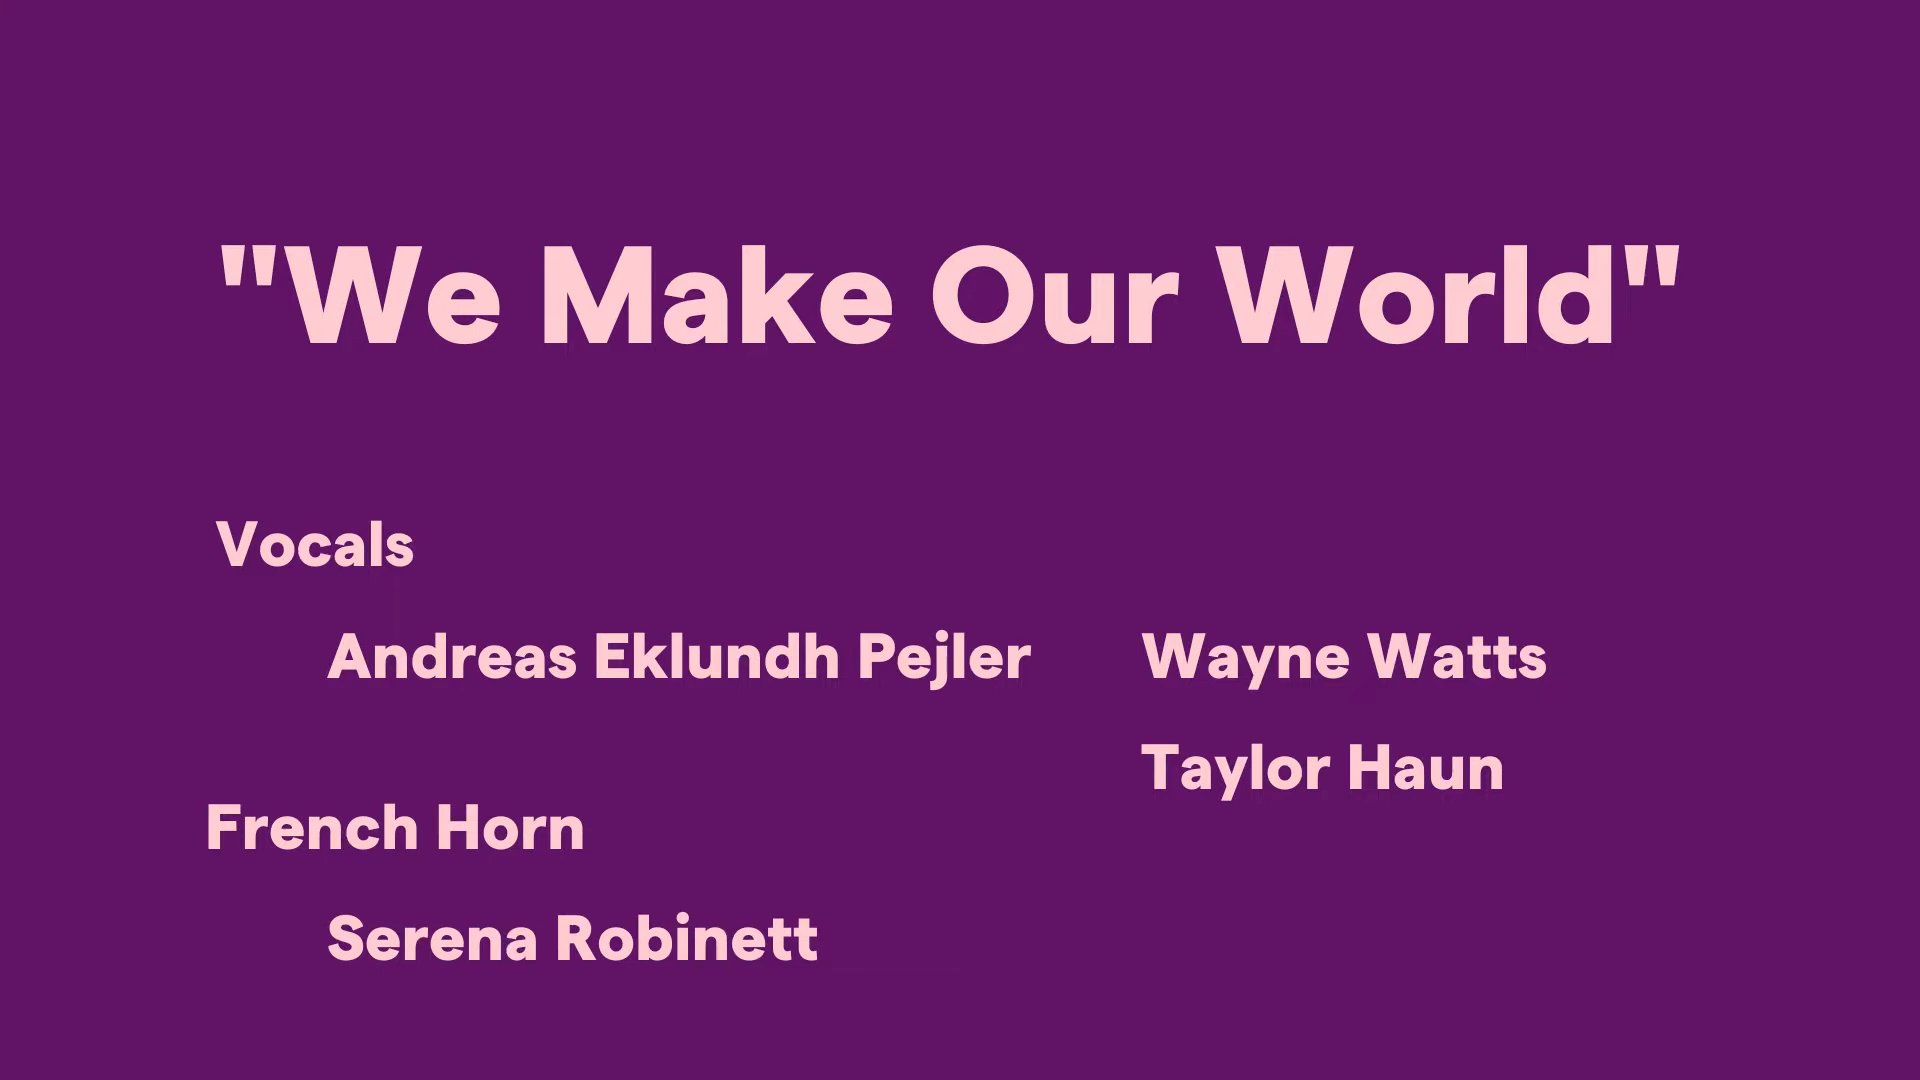 "We Make Our World"
Vocals
Andreas Eklundh Pejler
Wayne Watts
Taylor Haun
French Horn
Serena Robinett